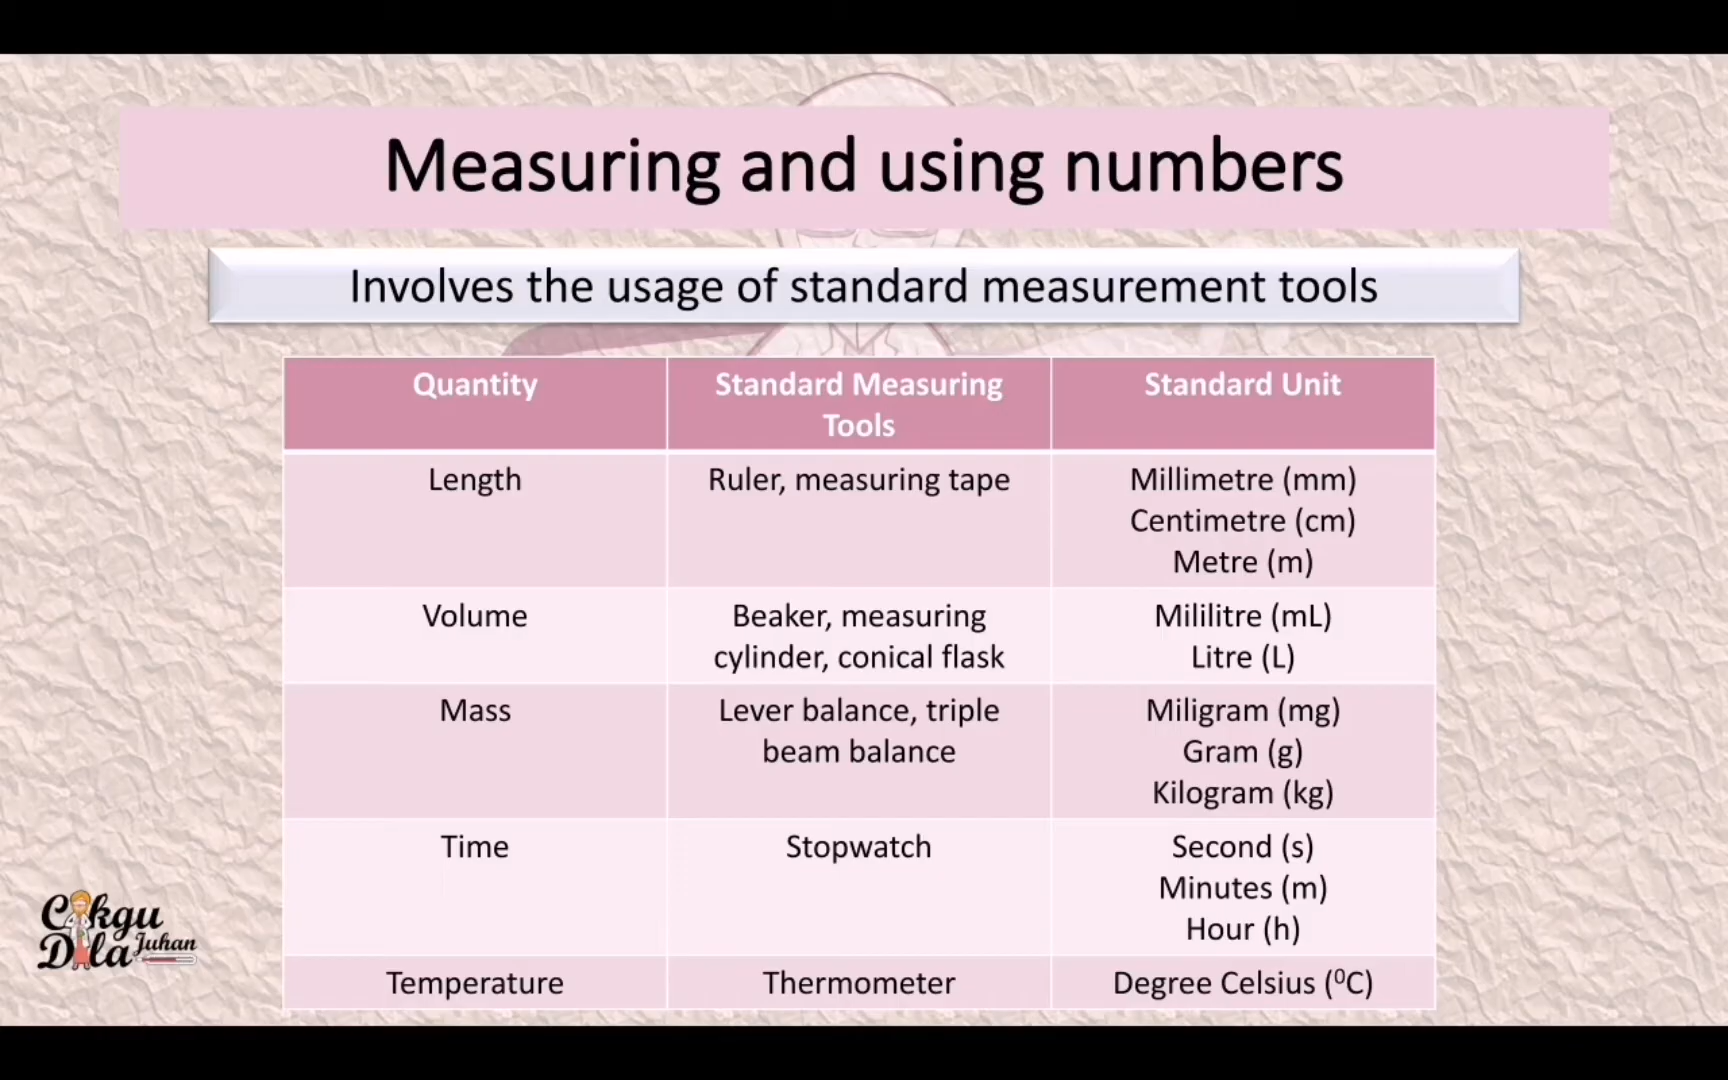 Measuring and using numbers
Involves the usage of standard measurement tools
Quantity
Standard Measuring
Tools
Standard Unit
Length
Ruler, measuring tape
Millimetre (mm)
Centimetre (cm)
Metre (m)
Volume
Beaker, measuring
cylinder, conical flask
Mililitre (mL)
Litre (L)
Mass
Lever balance, triple
beam balance
Miligram (mg)
Gram (g)
Kilogram (kg)
Time
Stopwatch
Second (s)
Minutes (m)
Hour (h)
Temperature
Thermometer
Degree Celsius (⁰C)
Cikgu
Dila Juhan